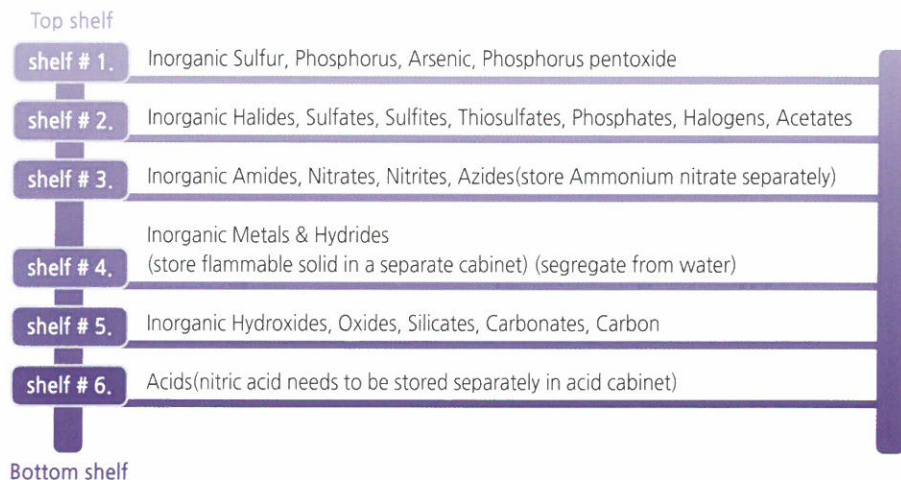 Top shelf
shelf # 1.
Inorganic Sulfur, Phosphorus, Arsenic, Phosphorus pentoxide
shelf # 2.
Inorganic Halides, Sulfates, Sulfites, Thiosulfates, Phosphates, Halogens, Acetates
shelf # 3.
Inorganic Amides, Nitrates, Nitrites, Azides(store Ammonium nitrate separately)
Inorganic Metals & Hydrides
shelf # 4.
(store flammable solid in a separate cabinet) (segregate from water)
shelf # 5.
Inorganic Hydroxides, Oxides, Silicates, Carbonates, Carbon
shelf # 6.
Acids(nitric acid needs to be stored separately in acid cabinet)
Bottom shelf